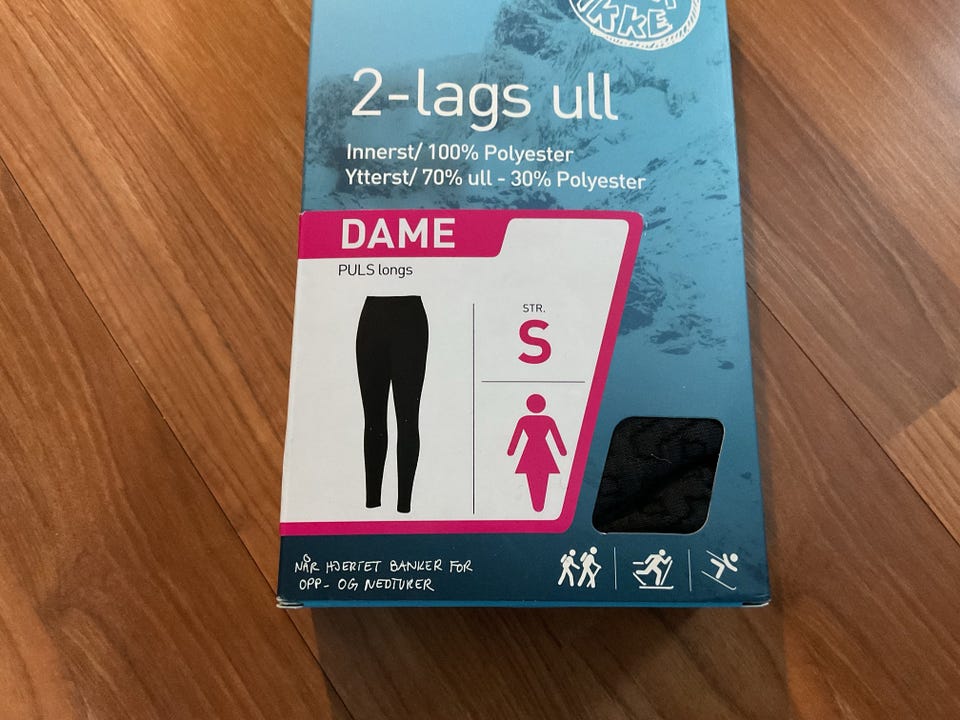 IKKE
2-lags ull
Innerst/ 100% Polyester
Ytterst/ 70% ull - 30% Polyester
DAME
PULS longs
STR.
S
NÅR HJERTET BANKER FOR
OPP- OG NEDTURER